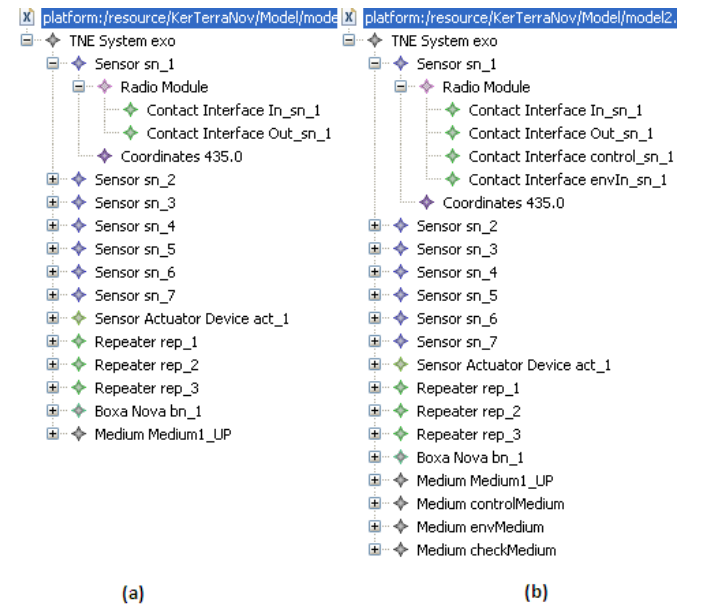 platform:/resource/KerTerraNov/Model/mode
TNE System exo
Sensor sn_1
Radio Module
Contact Interface In_sn_1
Contact Interface Out_sn_1
Coordinates 435.0
Sensor sn_2
Sensor sn_3
Sensor sn_4
Sensor sn_5
Sensor sn_6
Sensor sn_7
Sensor Actuator Device act_1
Repeater rep_1
Repeater rep_2
Repeater rep_3
Boxa Nova bn_1
Medium Medium1_UP
(a)
platform:/resource/KerTerraNov/Model/model2.
TNE System exo
Sensor sn_1
Radio Module
Contact Interface In_sn_1
Contact Interface Out_sn_1
Contact Interface control_sn_1
Contact Interface envIn_sn_1
Coordinates 435.0
Sensor sn_2
Sensor sn_3
Sensor sn_4
Sensor sn_5
Sensor sn_6
Sensor sn_7
Sensor Actuator Device act_1
Repeater rep_1
Repeater rep_2
Repeater rep_3
Boxa Nova bn_1
Medium Medium1_UP
Medium controlMedium
Medium envMedium
Medium checkMedium
(b)